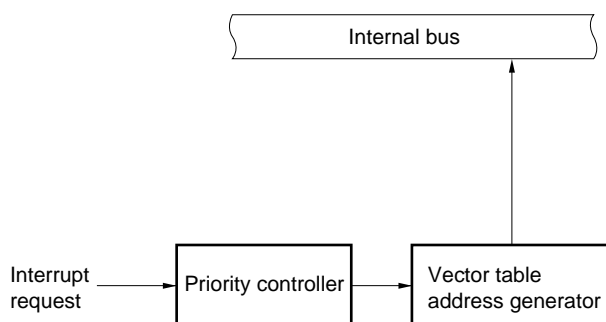 Internal bus
Interrupt
request
Priority controller
Vector table
address generator